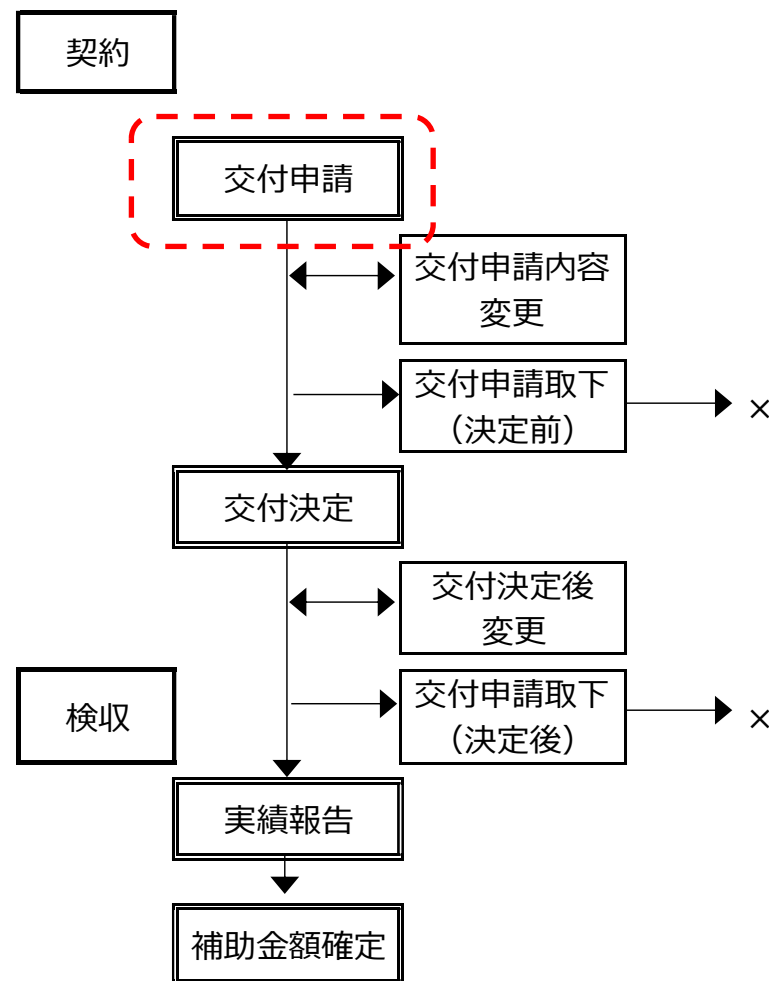 契約
交付申請
交付申請内容
変更
交付申請取下
（決定前）
×
交付決定
交付決定後
変更
検収
交付申請取下
（決定後）
×
実績報告
補助金額確定